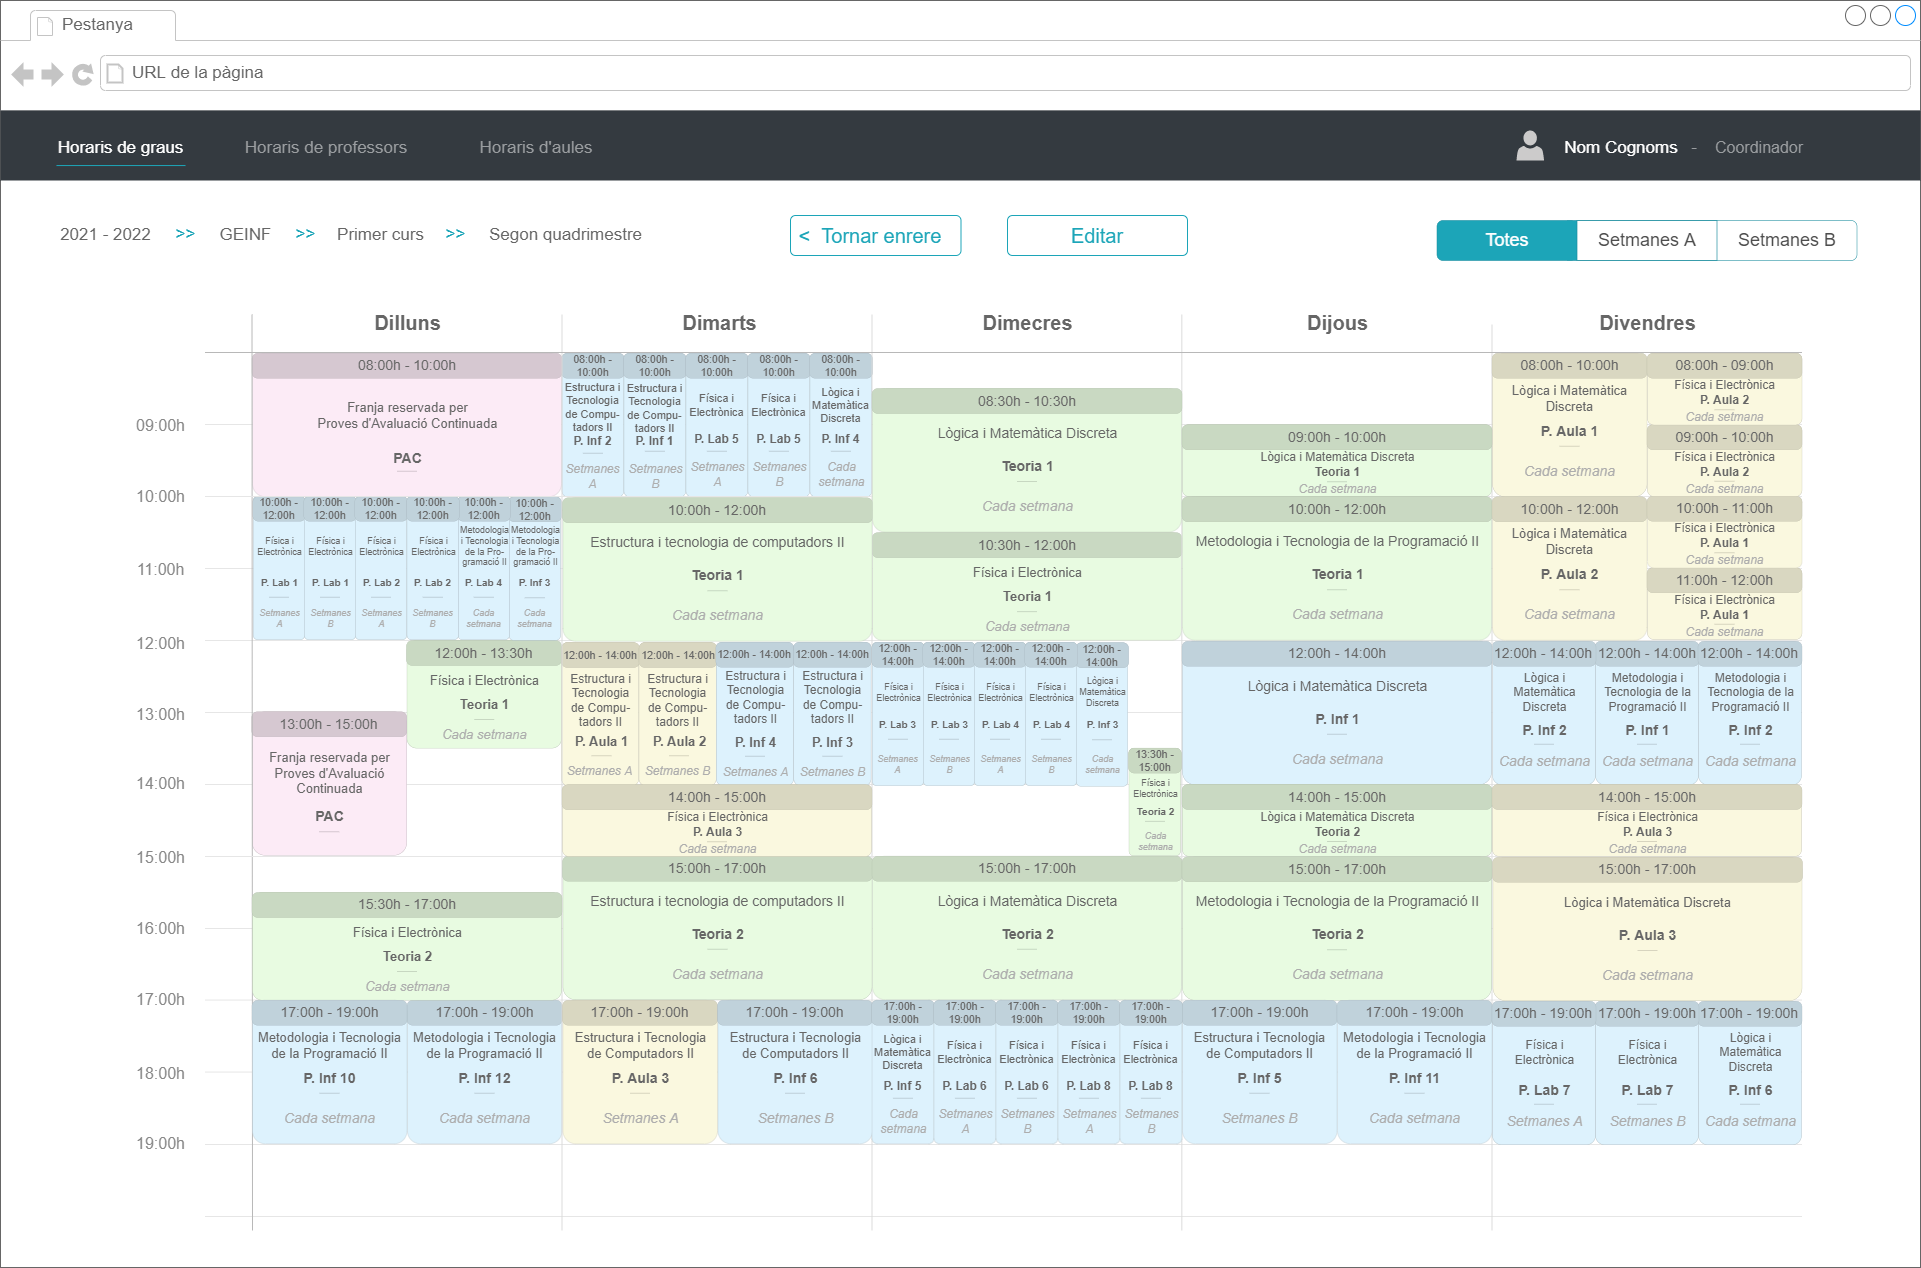 Pestanya
URL de la pàgina
Horaris de graus
Horaris de professors
Horaris d'aules
Nom Cognoms - Coordinador
2021 - 2022 >> GEINF >> Primer curs >> Segon quadrimestre
< Tornar enrere
Editar
Totes
Setmanes A
Setmanes B
Dilluns
Dimarts
Dimecres
Dijous
Divendres
09:00h
10:00h
11:00h
12:00h
13:00h
14:00h
15:00h
16:00h
17:00h
18:00h
19:00h
08:00h - 10:00h
Franja reservada per
Proves d'Avaluació Continuada
PAC
10:00h -
12:00h
Física i
Electrònica
P. Lab 1
Setmanes
A
10:00h -
12:00h
Física i
Electrònica
P. Lab 1
Setmanes
B
10:00h -
12:00h
Física i
Electrònica
P. Lab 2
Setmanes
A
10:00h -
12:00h
Física i
Electrònica
P. Lab 2
Setmanes
B
10:00h -
12:00h
Metodologia
i Tecnologia
de la Pro-
gramació II
P. Lab 4
Cada
setmana
10:00h -
12:00h
Metodologia
i Tecnologia
de la Pro-
gramació II
P. Inf 3
Cada
setmana
12:00h - 13:30h
Física i Electrònica
Teoria 1
Cada setmana
13:00h - 15:00h
Franja reservada per
Proves d'Avaluació
Continuada
PAC
15:30h - 17:00h
Física i Electrònica
Teoria 2
Cada setmana
17:00h - 19:00h
Metodologia i Tecnologia
de la Programació II
P. Inf 10
Cada setmana
17:00h - 19:00h
Metodologia i Tecnologia
de la Programació II
P. Inf 12
Cada setmana
08:00h -
10:00h
Estructura i
Tecnologia
de Compu-
tadors II
P. Inf 2
Setmanes
A
08:00h -
10:00h
Estructura i
Tecnologia
de Compu-
tadors II
P. Inf 1
Setmanes
B
08:00h -
10:00h
Física i
Electrònica
P. Lab 5
Setmanes
A
08:00h -
10:00h
Física i
Electrònica
P. Lab 5
Setmanes
B
08:00h -
10:00h
Lògica i
Matemàtica
Discreta
P. Inf 4
Cada
setmana
10:00h - 12:00h
Estructura i tecnologia de computadors II
Teoria 1
Cada setmana
12:00h - 14:00h
Estructura i
Tecnologia
de Compu-
tadors II
P. Aula 1
Setmanes A
12:00h - 14:00h
Estructura i
Tecnologia
de Compu-
tadors II
P. Aula 2
Setmanes B
12:00h - 14:00h
Estructura i
Tecnologia
de Compu-
tadors II
P. Inf 4
Setmanes A
12:00h - 14:00h
Estructura i
Tecnologia
de Compu-
tadors II
P. Inf 3
Setmanes B
14:00h - 15:00h
Física i Electrònica
P. Aula 3
Cada setmana
15:00h - 17:00h
Estructura i tecnologia de computadors II
Teoria 2
Cada setmana
17:00h - 19:00h
Estructura i Tecnologia
de Computadors II
P. Aula 3
Setmanes A
17:00h - 19:00h
Estructura i Tecnologia
de Computadors II
P. Inf 6
Setmanes B
08:30h - 10:30h
Lògica i Matemàtica Discreta
Teoria 1
Cada setmana
10:30h - 12:00h
Física i Electrònica
Teoria 1
Cada setmana
12:00h -
14:00h
Física i
Electrònica
P. Lab 3
Setmanes
A
12:00h -
14:00h
Física i
Electrònica
P. Lab 3
Setmanes
B
12:00h -
14:00h
Física i
Electrònica
P. Lab 4
Setmanes
A
12:00h -
14:00h
Física i
Electrònica
P. Lab 4
Setmanes
B
12:00h -
14:00h
Lògica i
Matemàtica
Discreta
P. Inf 3
Cada
setmana
13:30h -
15:00h
Física i
Electrònica
Teoria 2
Cada
setmana
15:00h - 17:00h
Lògica i Matemàtica Discreta
Teoria 2
Cada setmana
17:00h -
19:00h
Lògica i
Matemàtica
Discreta
P. Inf 5
Cada
setmana
17:00h -
19:00h
Física i
Electrònica
P. Lab 6
Setmanes
A
17:00h -
19:00h
Física i
Electrònica
P. Lab 6
Setmanes
B
17:00h -
19:00h
Física i
Electrònica
P. Lab 8
Setmanes
A
17:00h -
19:00h
Física i
Electrònica
P. Lab 8
Setmanes
B
09:00h - 10:00h
Lògica i Matemàtica Discreta
Teoria 1
Cada setmana
10:00h - 12:00h
Metodologia i Tecnologia de la Programació II
Teoria 1
Cada setmana
12:00h - 14:00h
Lògica i Matemàtica Discreta
P. Inf 1
Cada setmana
14:00h - 15:00h
Lògica i Matemàtica Discreta
Teoria 2
Cada setmana
15:00h - 17:00h
Metodologia i Tecnologia de la Programació II
Teoria 2
Cada setmana
17:00h - 19:00h
Estructura i Tecnologia
de Computadors II
P. Inf 5
Setmanes B
17:00h - 19:00h
Metodologia i Tecnologia
de la Programació II
P. Inf 11
Cada setmana
08:00h - 10:00h
Lògica i Matemàtica
Discreta
P. Aula 1
Cada setmana
08:00h - 09:00h
Física i Electrònica
P. Aula 2
Cada setmana
09:00h - 10:00h
Física i Electrònica
P. Aula 2
Cada setmana
10:00h - 12:00h
Lògica i Matemàtica
Discreta
P. Aula 2
Cada setmana
10:00h - 11:00h
Física i Electrònica
P. Aula 1
Cada setmana
11:00h - 12:00h
Física i Electrònica
P. Aula 1
Cada setmana
12:00h - 14:00h
Lògica i
Matemàtica
Discreta
P. Inf 2
Cada setmana
12:00h - 14:00h
Metodologia i
Tecnologia de la
Programació II
P. Inf 1
Cada setmana
12:00h - 14:00h
Metodologia i
Tecnologia de la
Programació II
P. Inf 2
Cada setmana
14:00h - 15:00h
Física i Electrònica
P. Aula 3
Cada setmana
15:00h - 17:00h
Lògica i Matemàtica Discreta
P. Aula 3
Cada setmana
17:00h - 19:00h
Física i
Electrònica
P. Lab 7
Setmanes A
17:00h - 19:00h
Física i
Electrònica
P. Lab 7
Setmanes B
17:00h - 19:00h
Lògica i
Matemàtica
Discreta
P. Inf 6
Cada setmana